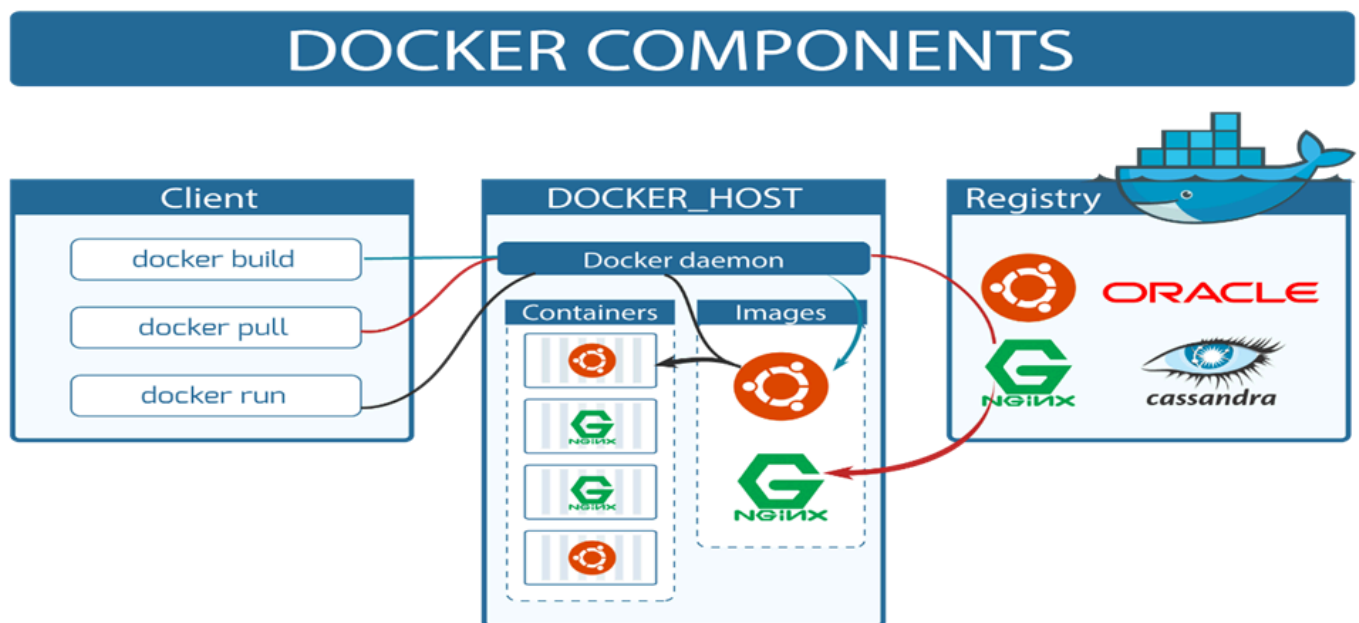 DOCKER COMPONENTS
Client
docker build
docker pull
docker run
DOCKER_HOST
Docker daemon
Containers
NGiNX
NGiNX
Images
NGiNX
Registry
ORACLE
NGiNX
cassandra